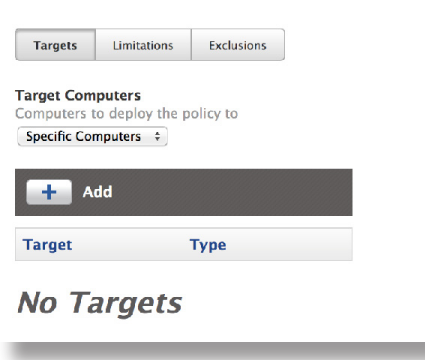 Targets Limitations Exclusions
Target Computers
Computers to deploy the policy to
Specific Computers
+ Add
Target Type
No Targets